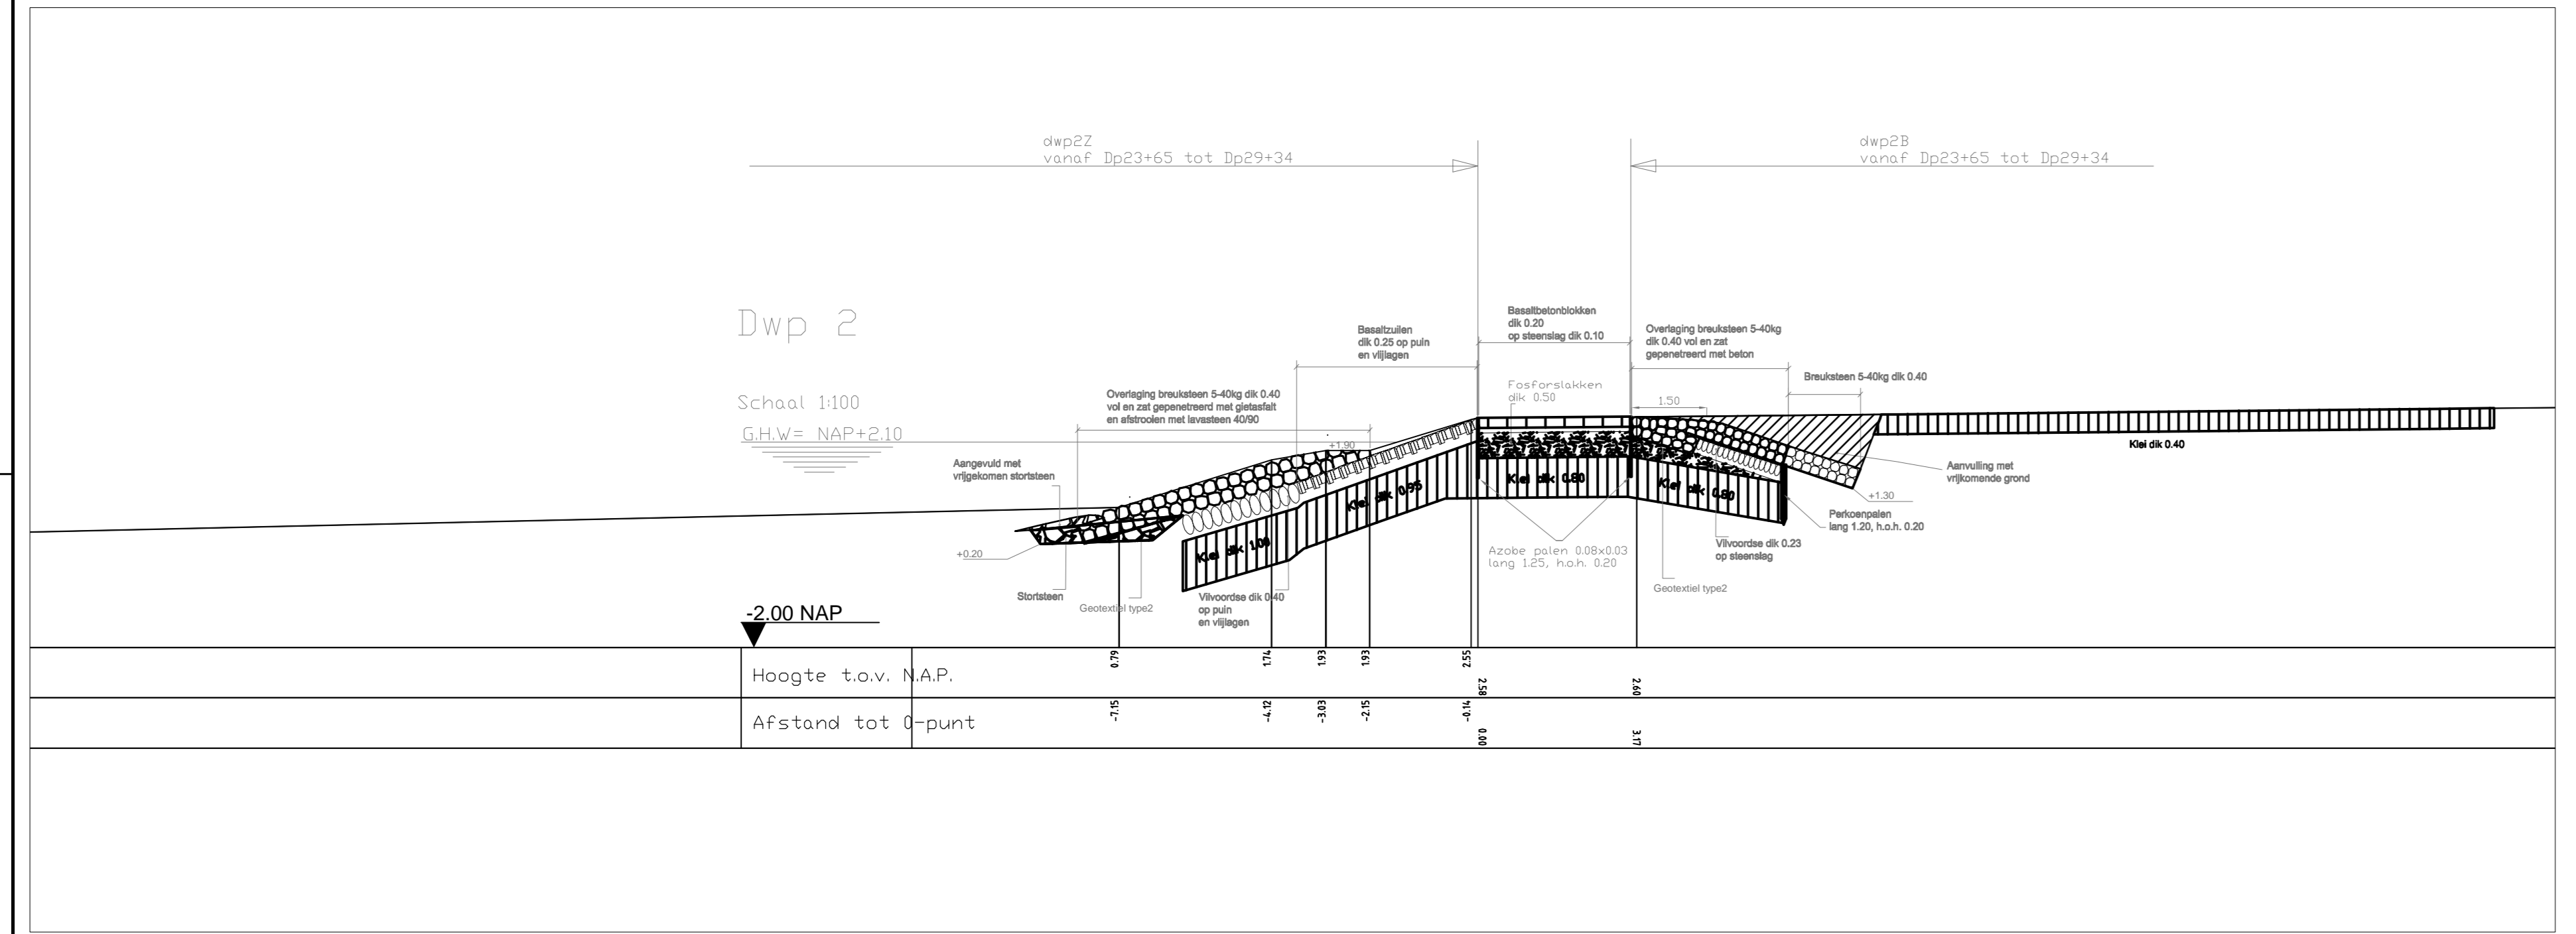 dwp2Z
vanaf Dp23+65 tot Dp29+34
dwp2B
vanaf Dp23+65 tot Dp29+34
Dwp 2
Schaal 1:100
G.H.W= NAP+2.10
Basaltzuilen
dik 0.25 op puin
en vlijlagen
Basaltbetonblokken
dik 0.20
op steenslag dik 0.10
Overlaging breuksteen 5-40kg
dik 0.40 vol en zat
gepenetreerd met beton
Breuksteen 5-40kg dik 0.40
Fosforslakken
dik 0.50
1.50
Overlaging breuksteen 5-40kg dik 0.40
vol en zat gepenetreerd met gietasfalt
en afstrooien met lavasteen 40/90
+1.90
Aangevuld met
vrijgekomen stortsteen
Klei dik 0.40
Aanvulling met
vrijkomende grond
+1.30
Klei dik 0.95
Klei dik 0.80
Klei dik 0.80
Perkoenpalen
lang 1.20, h.o.h. 0.20
Klei dik 1.00
+0.20
Azobe palen 0.08x0.03
lang 1.25, h.o.h. 0.20
Vilvoordse dik 0.23
op steenslag
Geotextiel type2
Stortsteen
Geotextiel type2
Vilvoordse dik 0.40
op puin
en vlijlagen
-2.00 NAP
Hoogte t.o.v. N.A.P.
0.79
1.74
1.93
1.93
2.55
2.58
2.60
Afstand tot 0-punt
-7.15
-4.12
-3.03
-2.15
-0.14
0.00
3.17